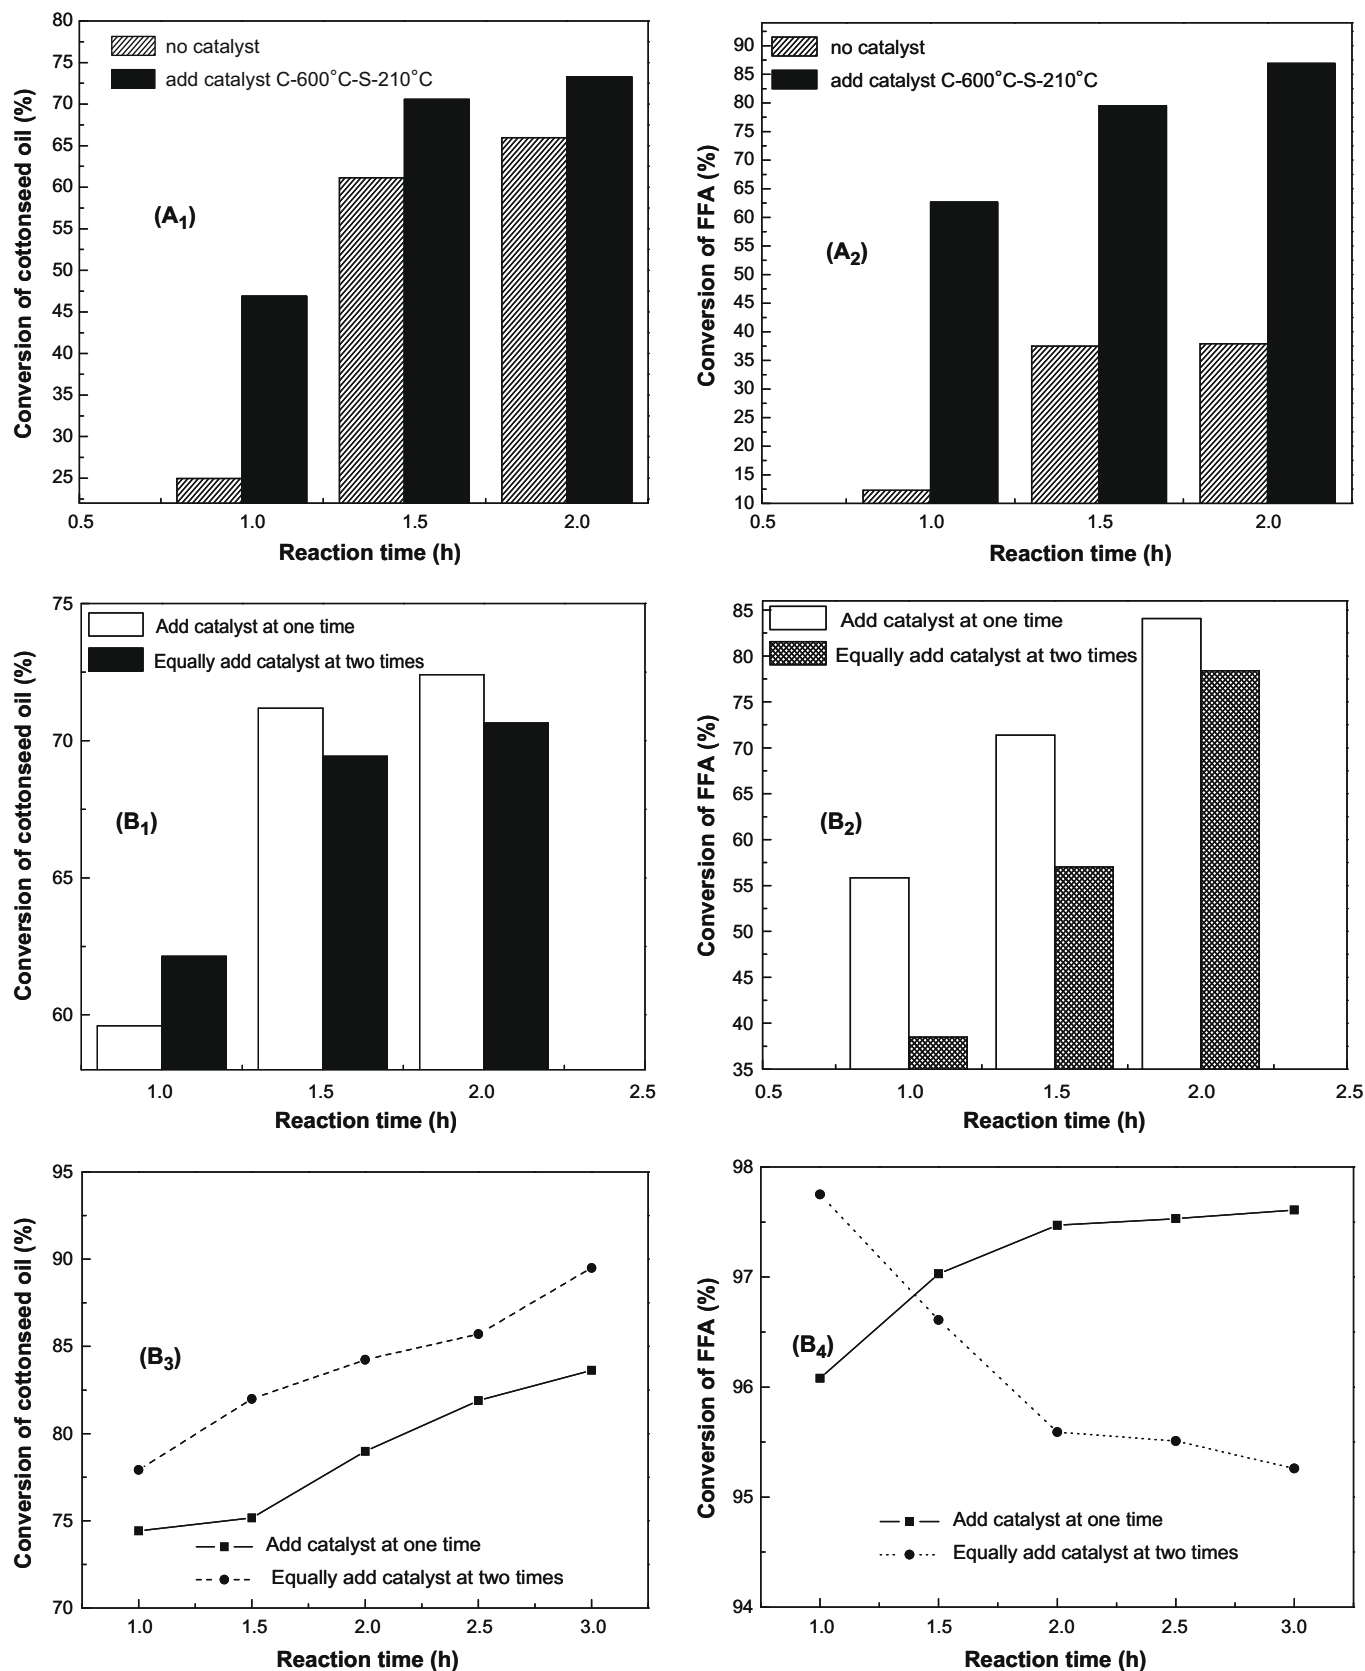 80
75
70
65
60
55
50
45
40
35
30
25
Conversion of cottonseed oil (%)
no catalyst
add catalyst C-600°C-S-210°C
(A1)
0.5 1.0 1.5 2.0
Reaction time (h)
90
85
80
75
70
65
60
55
50
45
40
35
30
25
20
15
10
Conversion of FFA (%)
no catalyst
add catalyst C-600°C-S-210°C
(A2)
0.5 1.0 1.5 2.0
Reaction time (h)
75
70
65
60
Conversion of cottonseed oil (%)
Add catalyst at one time
Equally add catalyst at two times
(B1)
1.0 1.5 2.0 2.5
Reaction time (h)
85
80
75
70
65
60
55
50
45
40
35
Conversion of FFA (%)
Add catalyst at one time
Equally add catalyst at two times
(B2)
0.5 1.0 1.5 2.0 2.5
Reaction time (h)
95
90
85
80
75
70
Conversion of cottonseed oil (%)
(B3)
Add catalyst at one time
Equally add catalyst at two times
1.0 1.5 2.0 2.5 3.0
Reaction time (h)
98
97
96
95
94
Conversion of FFA (%)
(B4)
Add catalyst at one time
Equally add catalyst at two times
1.0 1.5 2.0 2.5 3.0
Reaction time (h)